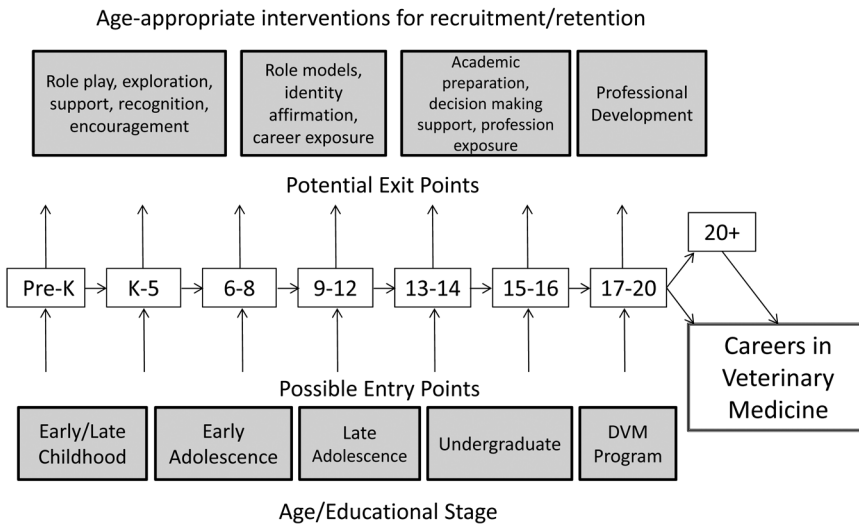 Age-appropriate interventions for recruitment/retention
Role play, exploration,
support, recognition,
encouragement
Role models,
identity
affirmation,
career exposure
Academic
preparation,
decision making
support, profession
exposure
Professional
Development
Potential Exit Points
20+
Pre-K
K-5
6-8
9-12
13-14
15-16
17-20
Careers in
Veterinary
Medicine
Possible Entry Points
Early/Late
Childhood
Early
Adolescence
Late
Adolescence
Undergraduate
DVM
Program
Age/Educational Stage